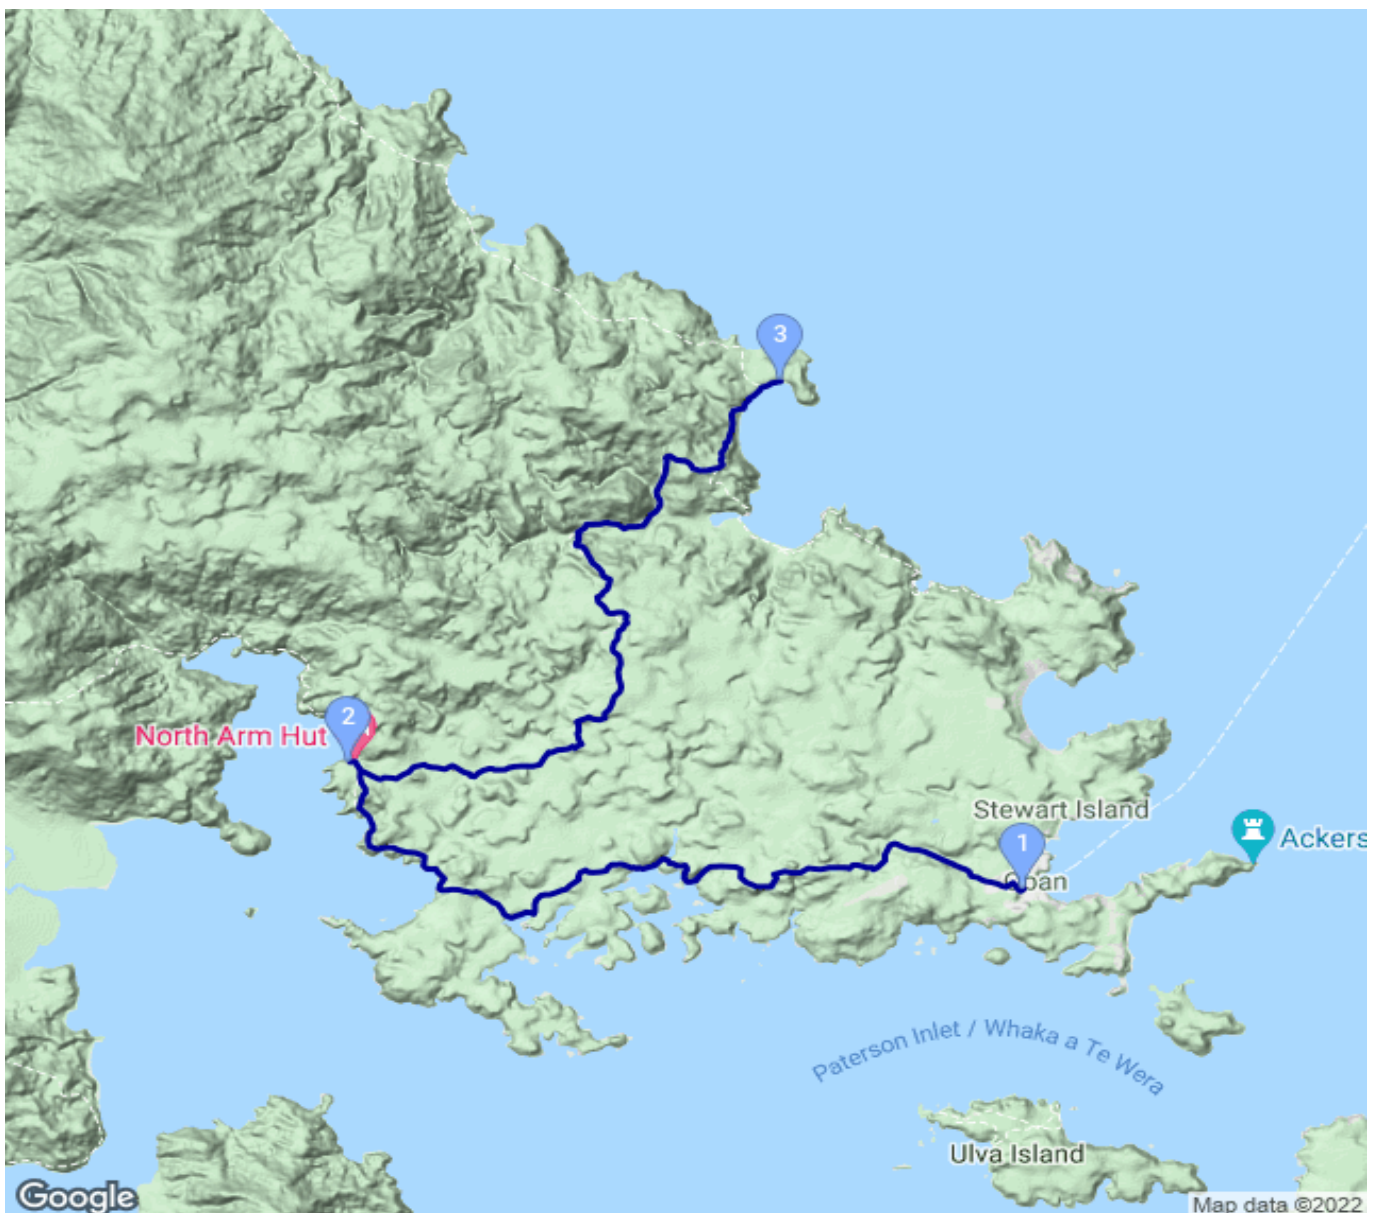 3
2
North Arm Hut
Stewart Island
1
Oban
Ackers
Paterson Inlet / Whaka a Te Wera
Ulva Island
Google
Map data ©2022